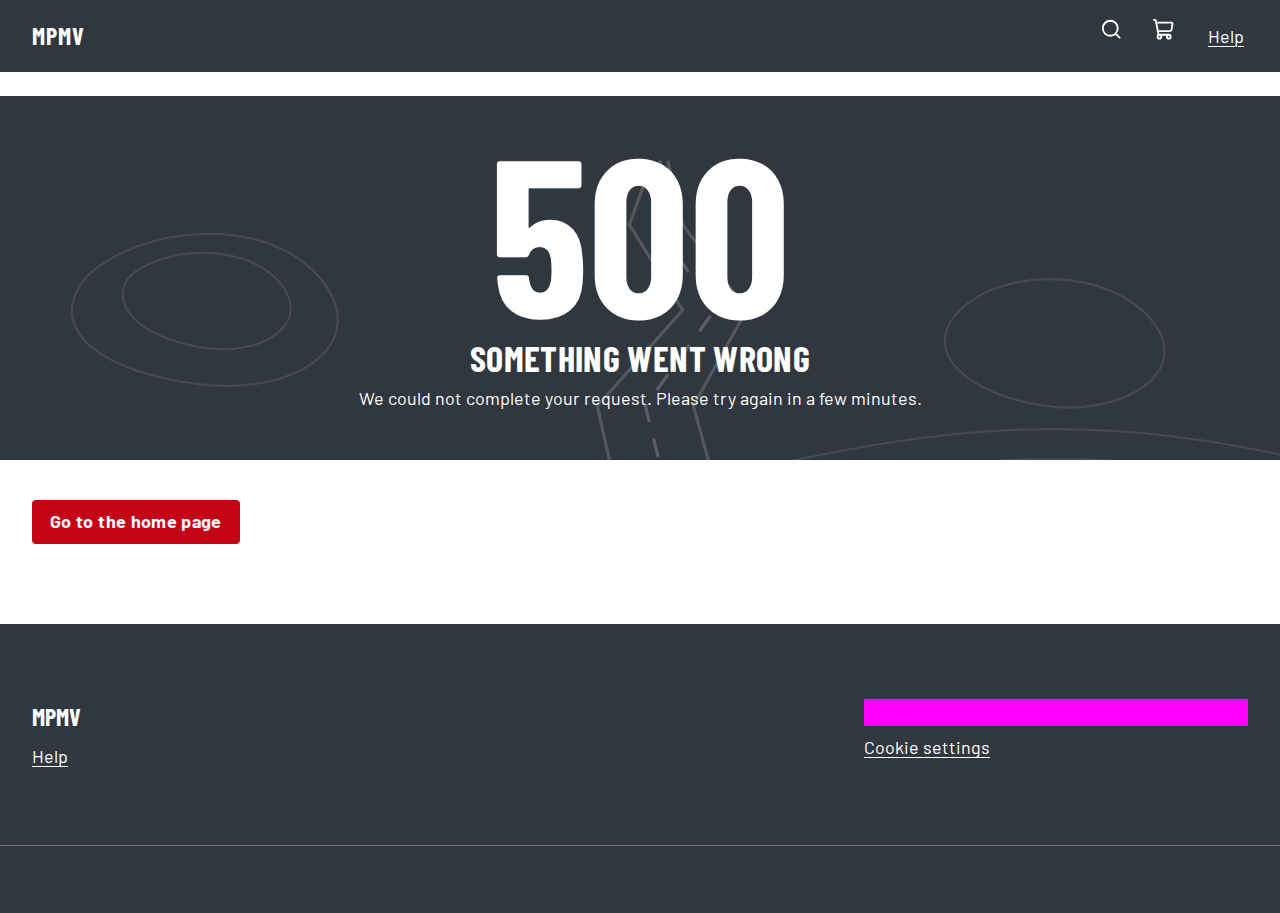 MPMV
Help
500
SOMETHING WENT WRONG
We could not complete your request. Please try again in a few minutes.
Go to the home page
MPMV
Help
Cookie settings